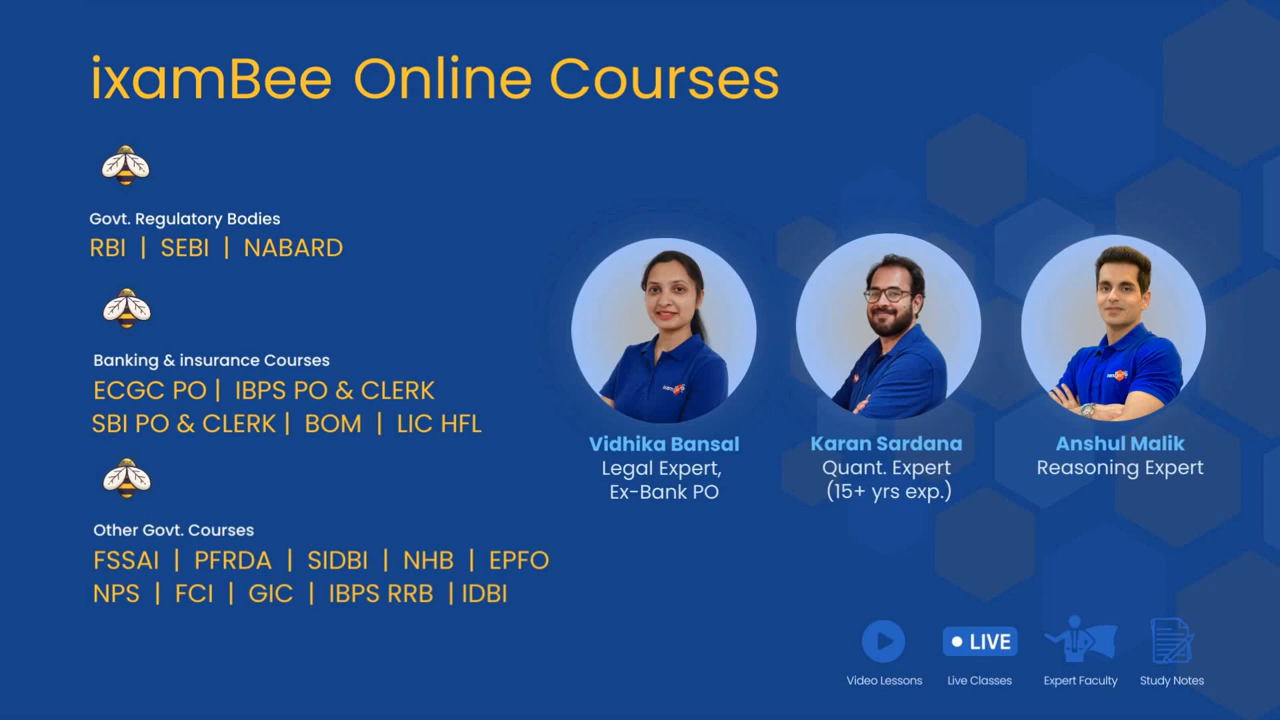 ixamBee Online Courses
Govt. Regulatory Bodies
RBI | SEBI | NABARD
Banking & insurance Courses
ECGC PO | IBPS PO & CLERK
SBI PO & CLERK | BOM | LIC HFL
Other Govt. Courses
FSSAI | PFRDA | SIDBI | NHB | EPFO
NPS | FCI | GIC | IBPS RRB | IDBI
Vidhika Bansal
Legal Expert,
Ex-Bank PO
Karan Sardana
Quant. Expert
(15+ yrs exp.)
Anshul Malik
Reasoning Expert
LIVE
Video Lessons
Live Classes
Expert Faculty
Study Notes